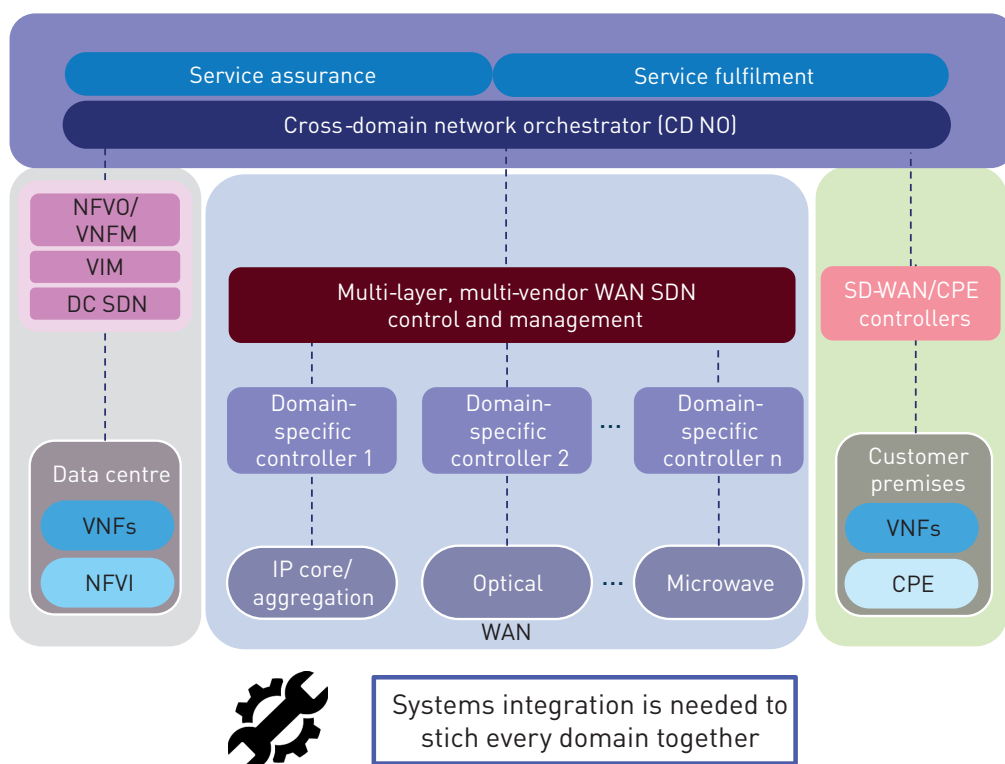 Service assurance
Service fulfilment
Cross-domain network orchestrator (CD NO)
NFVO/
VNFM
VIM
DC SDN
Multi-layer, multi-vendor WAN SDN
control and management
SD-WAN/CPE
controllers
Domain-
specific
controller 1
Domain-
specific
controller 2
...
Domain-
specific
controller n
Data centre
VNFs
NFVI
IP core/
aggregation
Optical
...
Microwave
WAN
Customer
premises
VNFs
CPE
Systems integration is needed to
stich every domain together